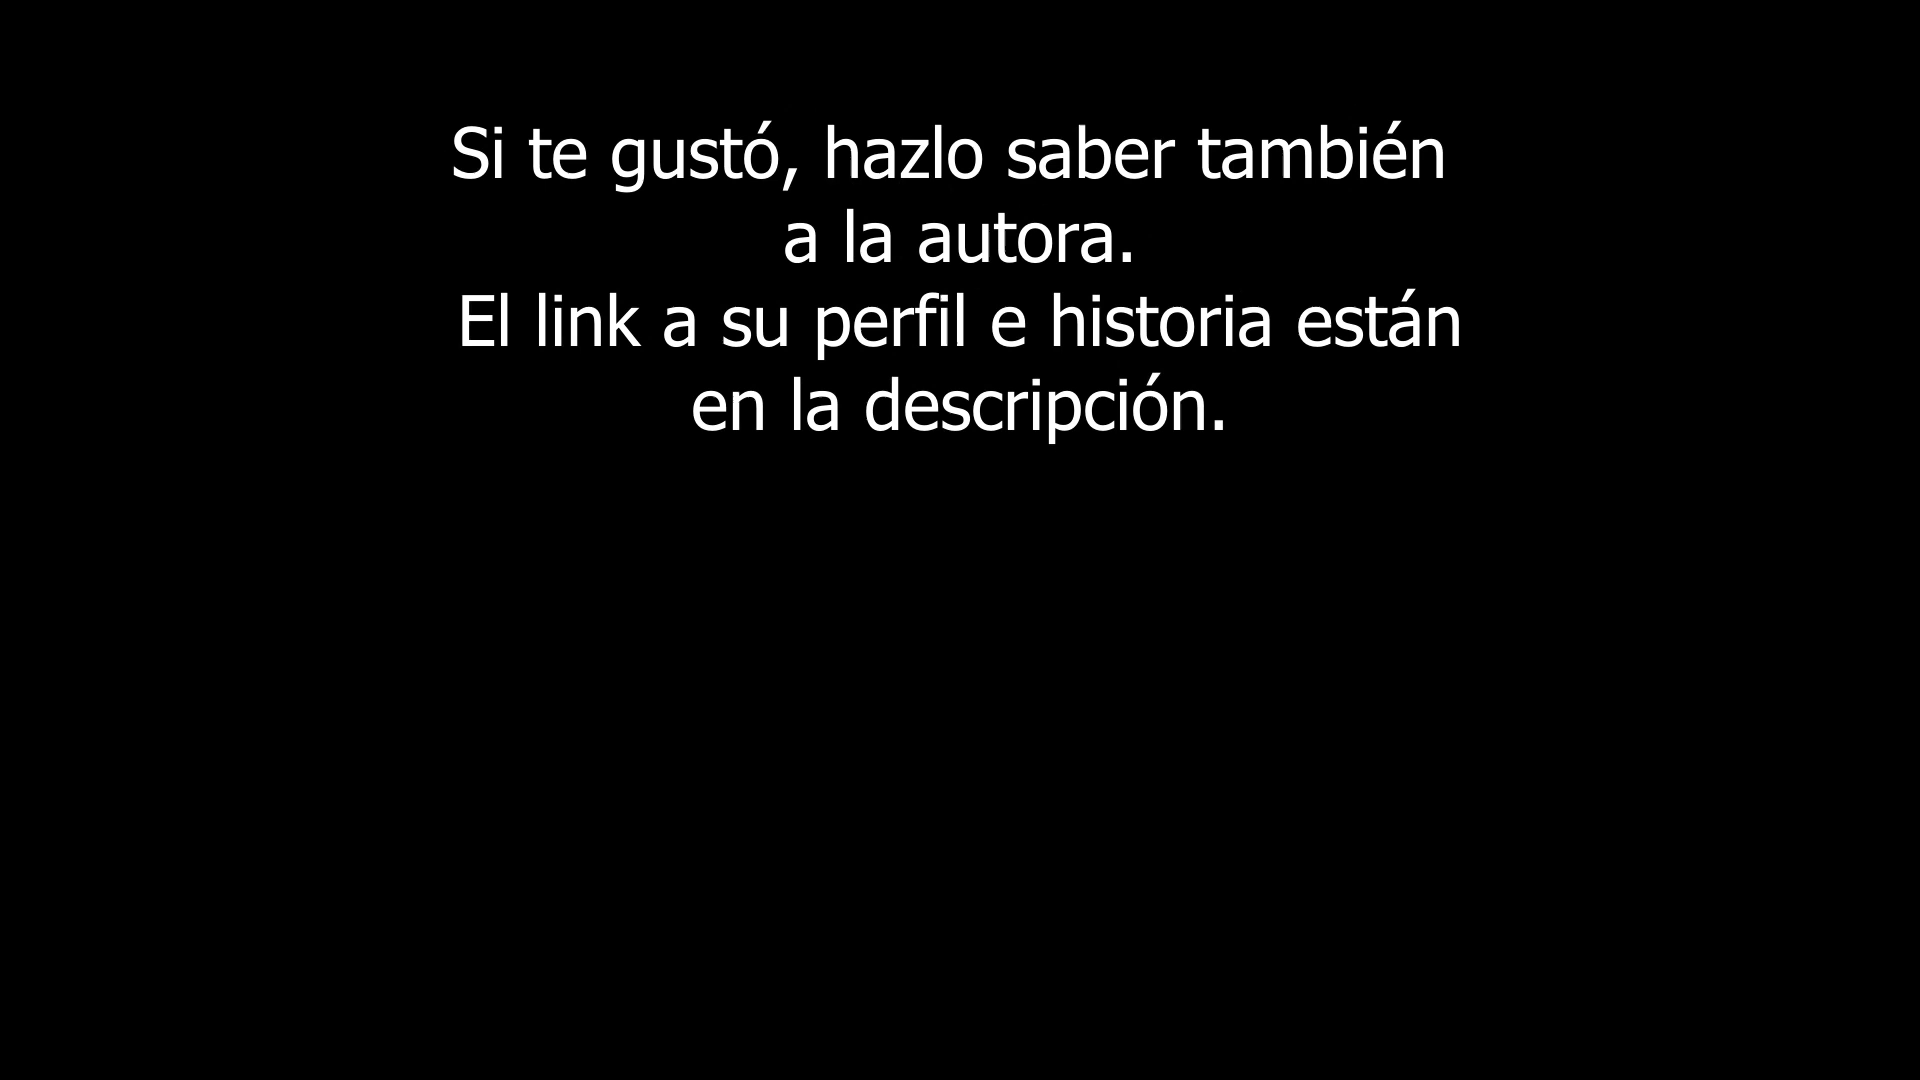 Si te gustó, hazlo saber también
a la autora.
El link a su perfil e historia están
en la descripción.